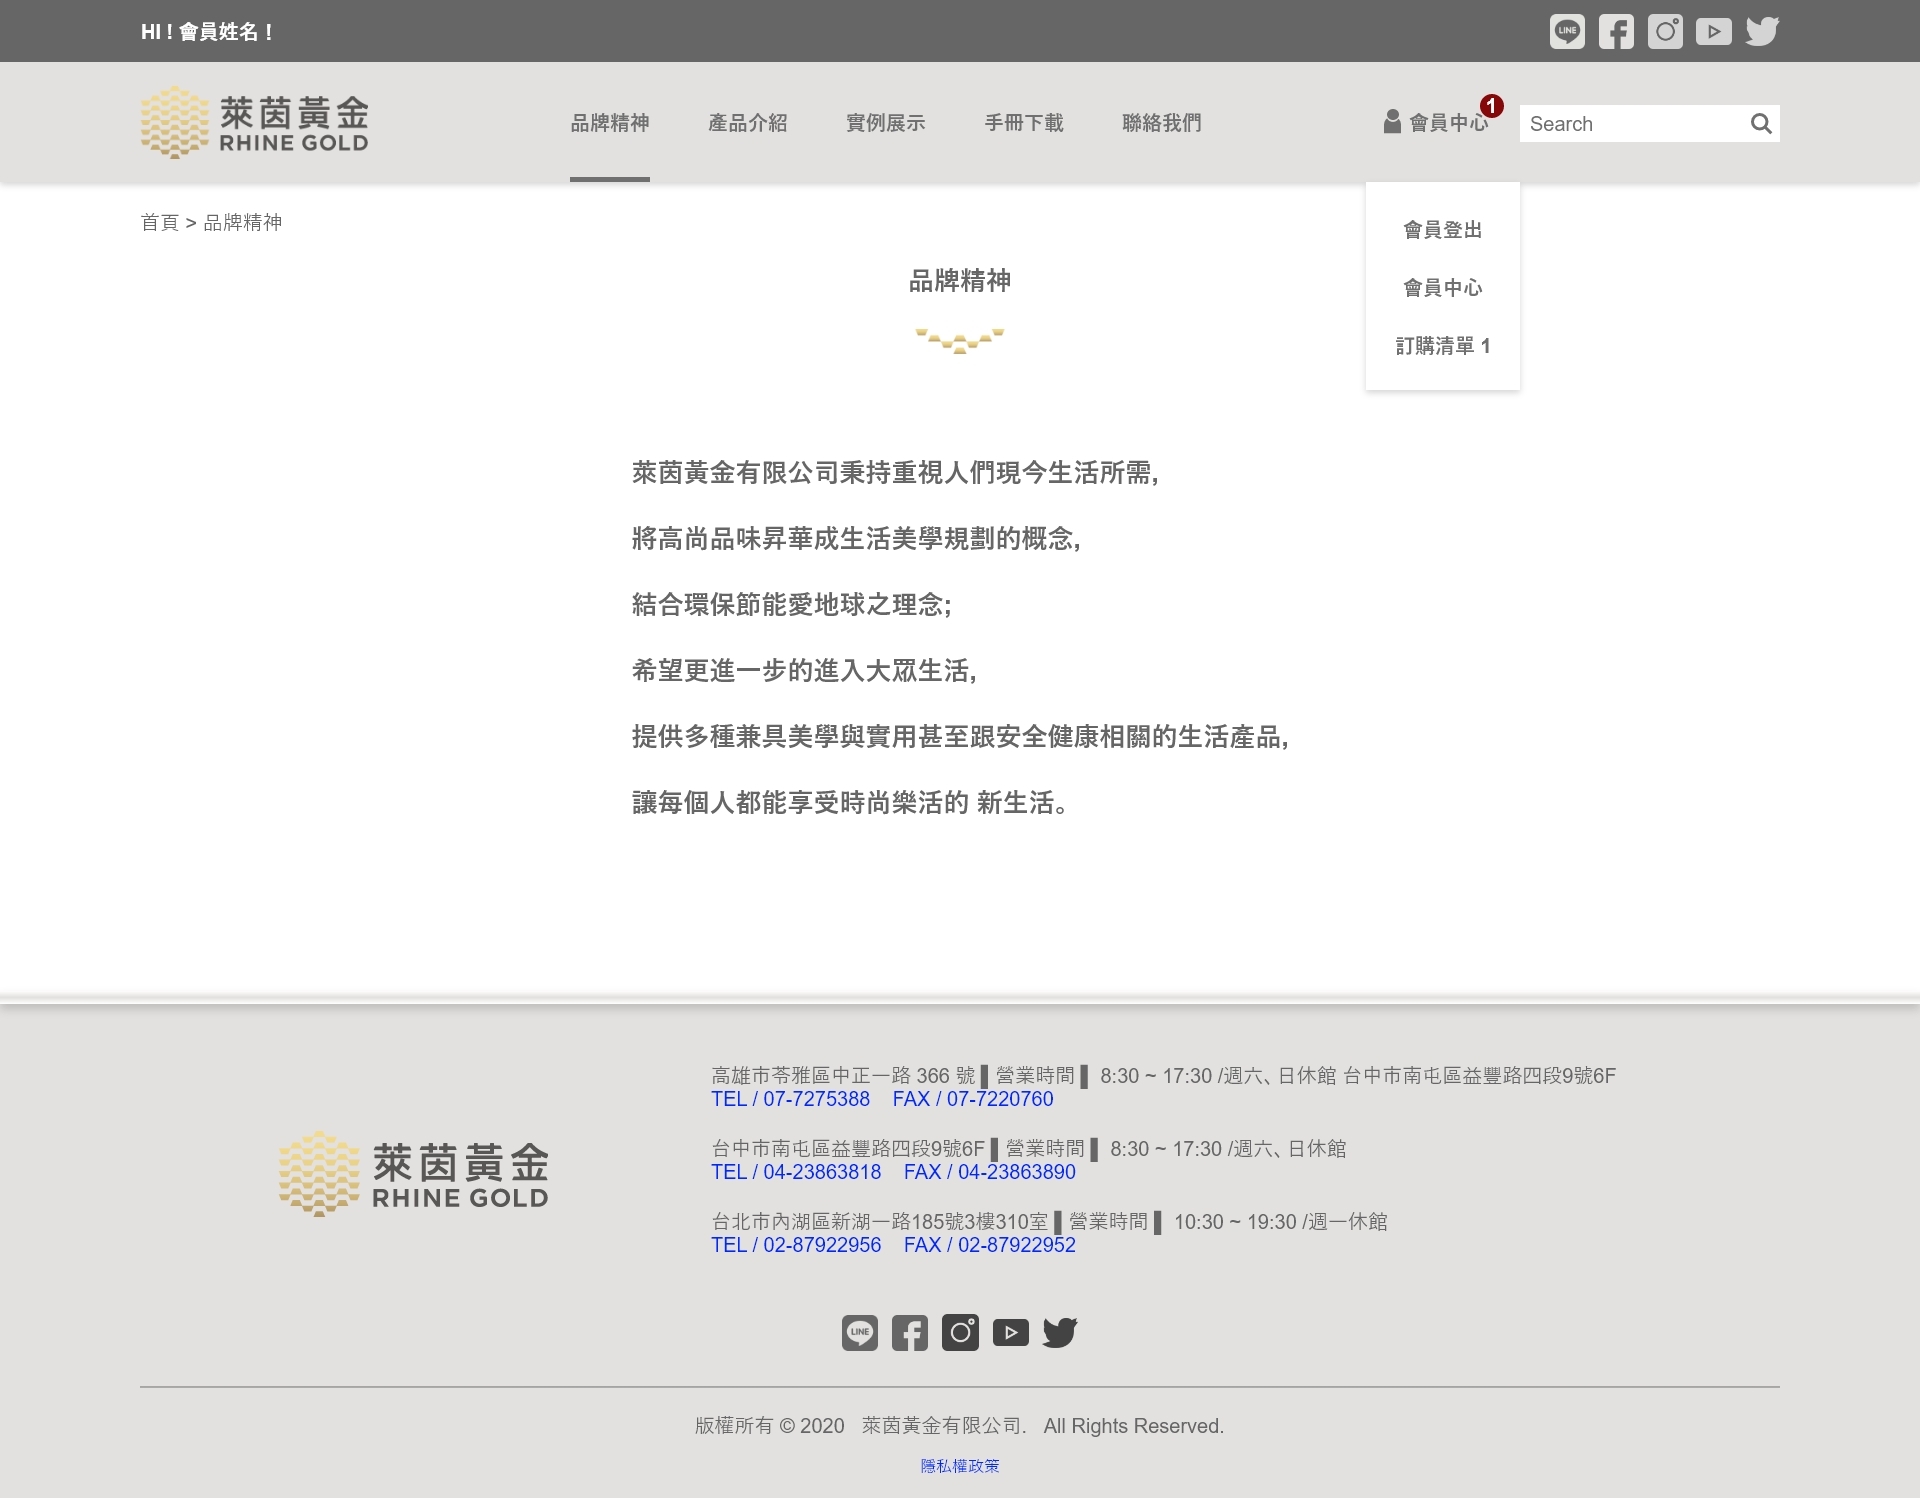 HI ! 會員姓名 !
萊茵黃金
RHINE GOLD
品牌精神 產品介紹 實例展示 手冊下載 聯絡我們
會員中心 1
Search
首頁 > 品牌精神
會員登出
會員中心
訂購清單 1
品牌精神
萊茵黃金有限公司秉持重視人們現今生活所需,
將高尚品味昇華成生活美學規劃的概念,
結合環保節能愛地球之理念;
希望更進一步的進入大眾生活,
提供多種兼具美學與實用甚至跟安全健康相關的生活產品,
讓每個人都能享受時尚樂活的 新生活。
萊茵黃金
RHINE GOLD
高雄市苓雅區中正一路 366 號 ▌營業時間 ▌ 8:30 ~ 17:30 /週六、日休館 台中市南屯區益豐路四段9號6F
TEL / 07-7275388 FAX / 07-7220760
台中市南屯區益豐路四段9號6F ▌營業時間 ▌ 8:30 ~ 17:30 /週六、日休館
TEL / 04-23863818 FAX / 04-23863890
台北市內湖區新湖一路185號3樓310室 ▌營業時間 ▌ 10:30 ~ 19:30 /週一休館
TEL / 02-87922956 FAX / 02-87922952
LINE
版權所有 © 2020 萊茵黃金有限公司. All Rights Reserved.
隱私權政策